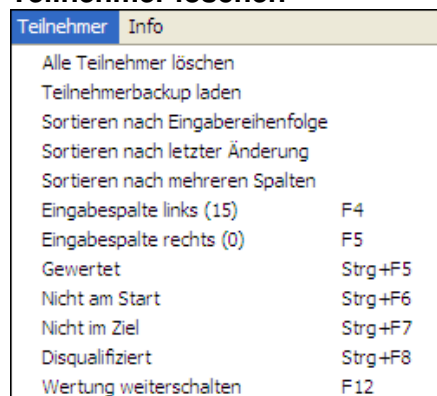 Teilnehmer löschen
Teilnehmer Info
Alle Teilnehmer löschen
Teilnehmerbackup laden
Sortieren nach Eingabereihenfolge
Sortieren nach letzter Änderung
Sortieren nach mehreren Spalten
Eingabespalte links (15) F4
Eingabespalte rechts (0) F5
Gewertet Strg+F5
Nicht am Start Strg+F6
Nicht im Ziel Strg+F7
Disqualifiziert Strg+F8
Wertung weiterschalten F12